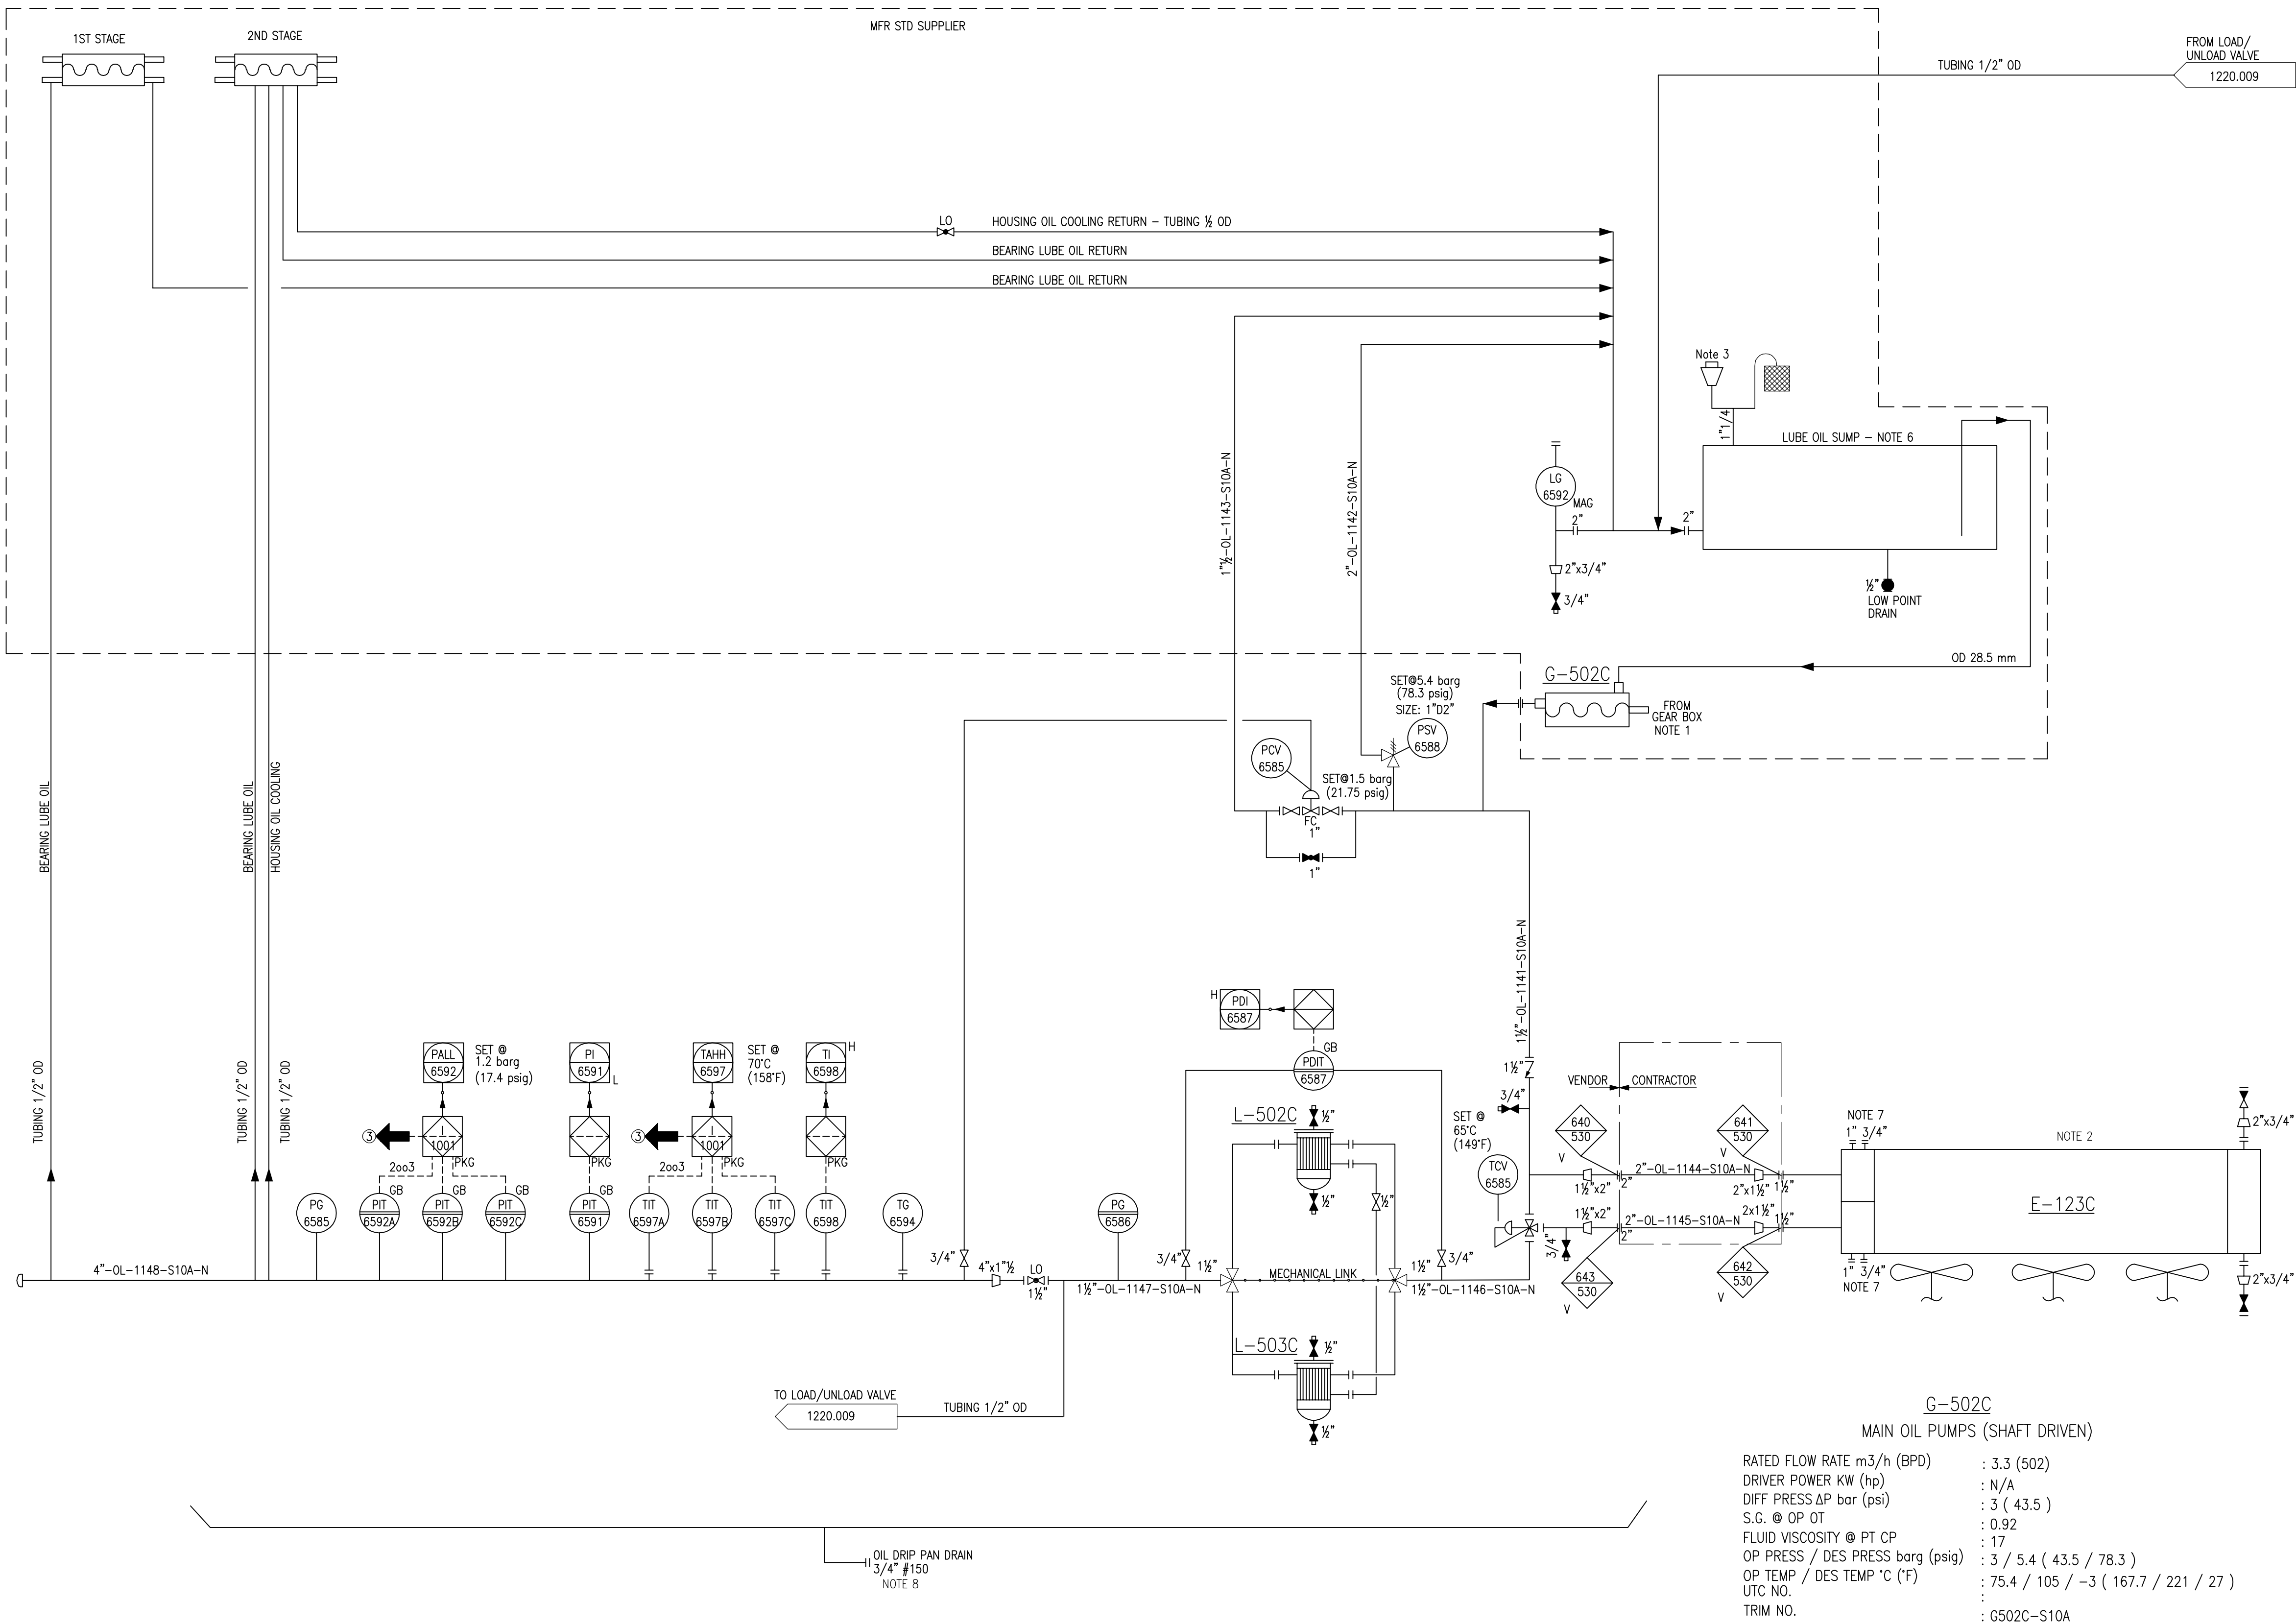 MFR STD SUPPLIER
1ST STAGE
2ND STAGE
FROM LOAD/
UNLOAD VALVE
1220.009
TUBING 1/2" OD
LO
HOUSING OIL COOLING RETURN – TUBING ½ OD
BEARING LUBE OIL RETURN
BEARING LUBE OIL RETURN
Note 3
1"1/4
LUBE OIL SUMP – NOTE 6
1"½-OL-1143-S10A-N
2"-OL-1142-S10A-N
LG
6592
MAG
2"
2"
2"x3/4"
3/4"
½"
LOW POINT
DRAIN
OD 28.5 mm
G-502C
FROM
GEAR BOX
NOTE 1
SET@5.4 barg
(78.3 psig)
SIZE: 1"D2"
PSV
6588
PCV
6585
SET@1.5 barg
(21.75 psig)
FC
1"
1"
BEARING LUBE OIL
BEARING LUBE OIL
HOUSING OIL COOLING
TUBING 1/2" OD
TUBING 1/2" OD
TUBING 1/2" OD
1½"-OL-1141-S10A-N
H
PDI
6587
GB
PDIT
6587
PALL
6592
SET @
1.2 barg
(17.4 psig)
PI
6591
L
TAHH
6597
SET @
70°C
(158°F)
TI
6598
H
3
1001
PKG
2oo3
PKG
3
1001
PKG
2oo3
PKG
PG
6585
GB
PIT
6592A
GB
PIT
6592B
GB
PIT
6592C
GB
PIT
6591
TIT
6597A
TIT
6597B
TIT
6597C
TIT
6598
TG
6594
PG
6586
4"-OL-1148-S10A-N
3/4"
4"x1"½
LO
1½"
1½"-OL-1147-S10A-N
3/4"
1½"
MECHANICAL LINK
1½"
3/4"
1½"-OL-1146-S10A-N
L-502C
½"
½"
½"
L-503C
½"
½"
1½"
3/4"
SET @
65°C
(149°F)
TCV
6585
VENDOR
CONTRACTOR
640
530
V
641
530
V
1½"x2"
2"
2"-OL-1144-S10A-N
2"x1½"
1½"
1½"x2"
2"
2"-OL-1145-S10A-N
2x1½"
1½"
3/4"
643
530
V
642
530
V
NOTE 7
1" 3/4"
NOTE 2
E-123C
1" 3/4"
NOTE 7
2"x3/4"
2"x3/4"
TO LOAD/UNLOAD VALVE
1220.009
TUBING 1/2" OD
OIL DRIP PAN DRAIN
3/4" #150
NOTE 8
G-502C
MAIN OIL PUMPS (SHAFT DRIVEN)
RATED FLOW RATE m3/h (BPD) : 3.3 (502)
DRIVER POWER KW (hp) : N/A
DIFF PRESS ΔP bar (psi) : 3 ( 43.5 )
S.G. @ OP OT : 0.92
FLUID VISCOSITY @ PT CP : 17
OP PRESS / DES PRESS barg (psig) : 3 / 5.4 ( 43.5 / 78.3 )
OP TEMP / DES TEMP °C (°F) : 75.4 / 105 / -3 ( 167.7 / 221 / 27 )
UTC NO. :
TRIM NO. : G502C-S10A